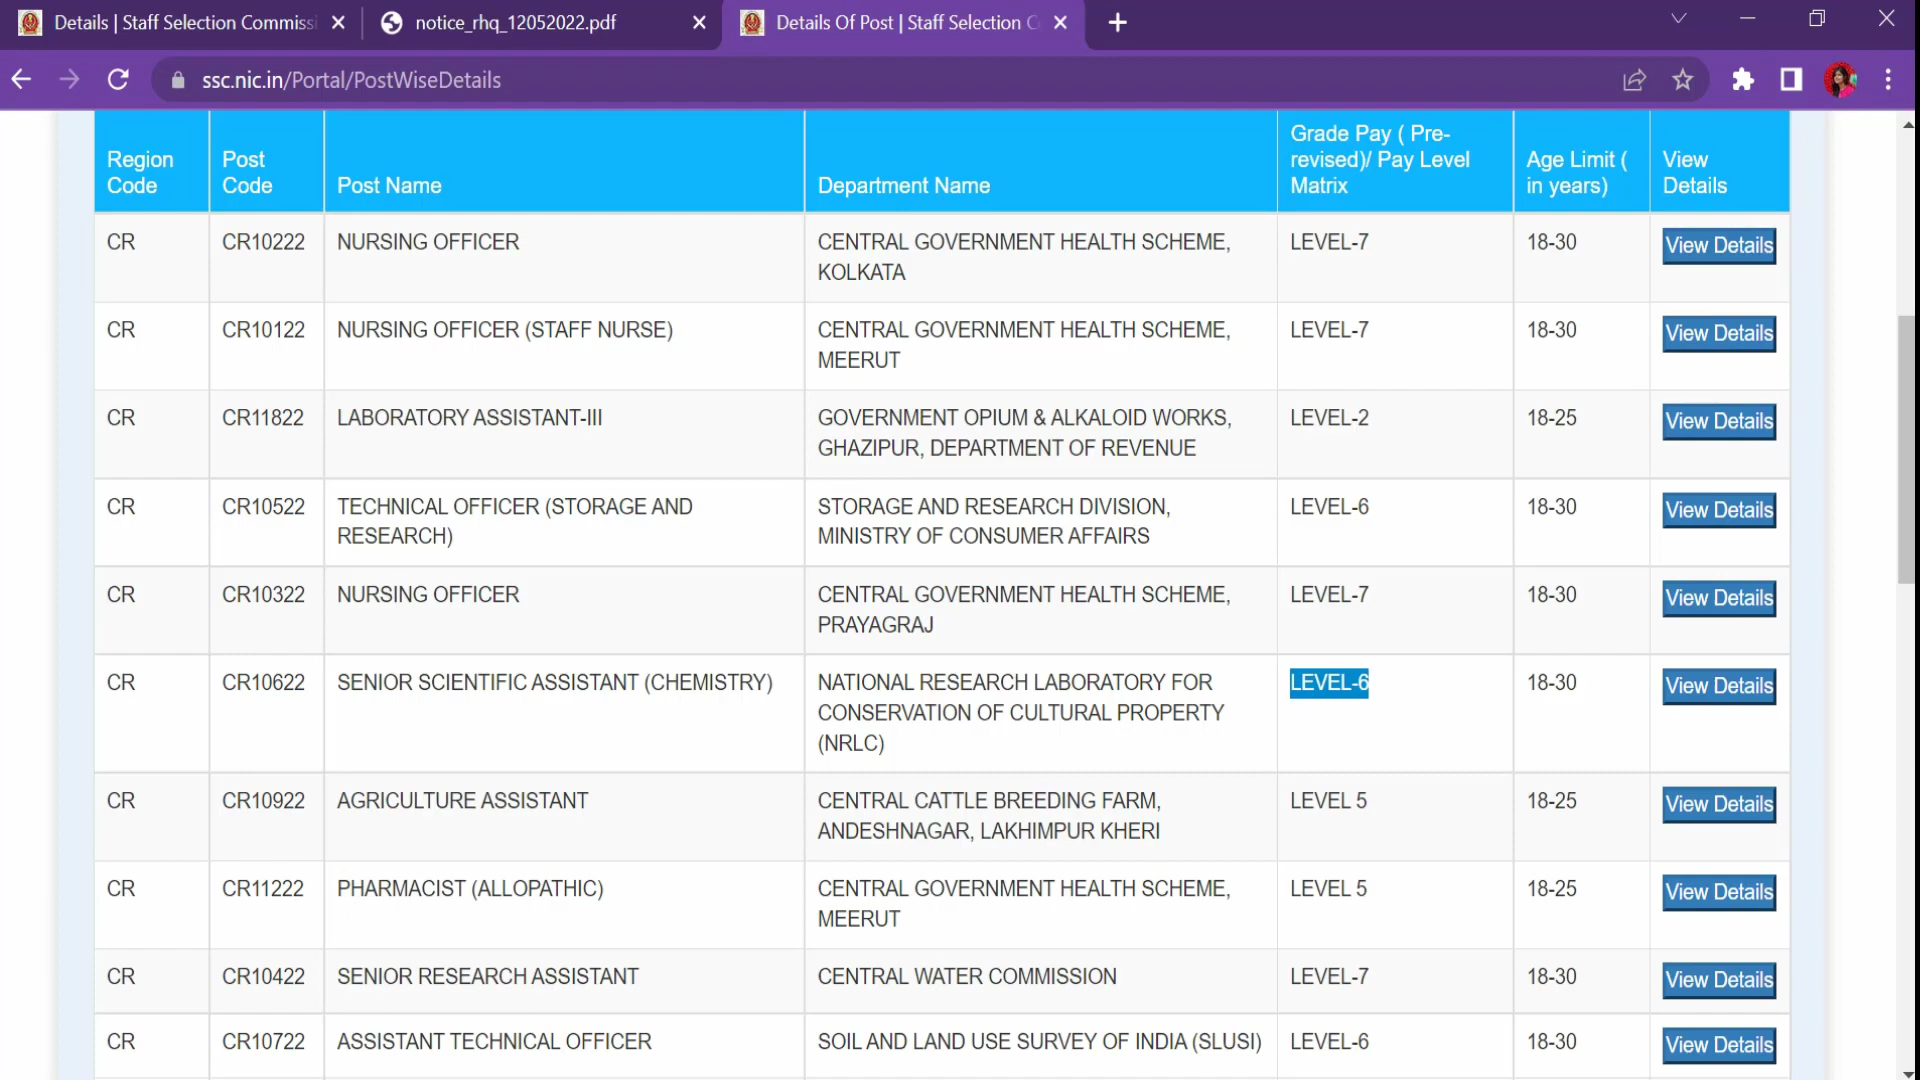 Details | Staff Selection Commiss
notice_rhq_12052022.pdf
Details Of Post | Staff Selection C
ssc.nic.in/Portal/PostWiseDetails
Region Code
Post Code
Post Name
Department Name
Grade Pay ( Pre-revised)/ Pay Level Matrix
Age Limit ( in years)
View Details
CR CR10222 NURSING OFFICER CENTRAL GOVERNMENT HEALTH SCHEME, LEVEL-7 18-30 View Details
KOLKATA
CR CR10122 NURSING OFFICER (STAFF NURSE) CENTRAL GOVERNMENT HEALTH SCHEME, LEVEL-7 18-30 View Details
MEERUT
CR CR11822 LABORATORY ASSISTANT-III GOVERNMENT OPIUM & ALKALOID WORKS, LEVEL-2 18-25 View Details
GHAZIPUR, DEPARTMENT OF REVENUE
CR CR10522 TECHNICAL OFFICER (STORAGE AND STORAGE AND RESEARCH DIVISION, LEVEL-6 18-30 View Details
RESEARCH) MINISTRY OF CONSUMER AFFAIRS
CR CR10322 NURSING OFFICER CENTRAL GOVERNMENT HEALTH SCHEME, LEVEL-7 18-30 View Details
PRAYAGRAJ
CR CR10622 SENIOR SCIENTIFIC ASSISTANT (CHEMISTRY) NATIONAL RESEARCH LABORATORY FOR LEVEL-6 18-30 View Details
CONSERVATION OF CULTURAL PROPERTY
(NRLC)
CR CR10922 AGRICULTURE ASSISTANT CENTRAL CATTLE BREEDING FARM, LEVEL 5 18-25 View Details
ANDESHNAGAR, LAKHIMPUR KHERI
CR CR11222 PHARMACIST (ALLOPATHIC) CENTRAL GOVERNMENT HEALTH SCHEME, LEVEL 5 18-25 View Details
MEERUT
CR CR10422 SENIOR RESEARCH ASSISTANT CENTRAL WATER COMMISSION LEVEL-7 18-30 View Details
CR CR10722 ASSISTANT TECHNICAL OFFICER SOIL AND LAND USE SURVEY OF INDIA (SLUSI) LEVEL-6 18-30 View Details